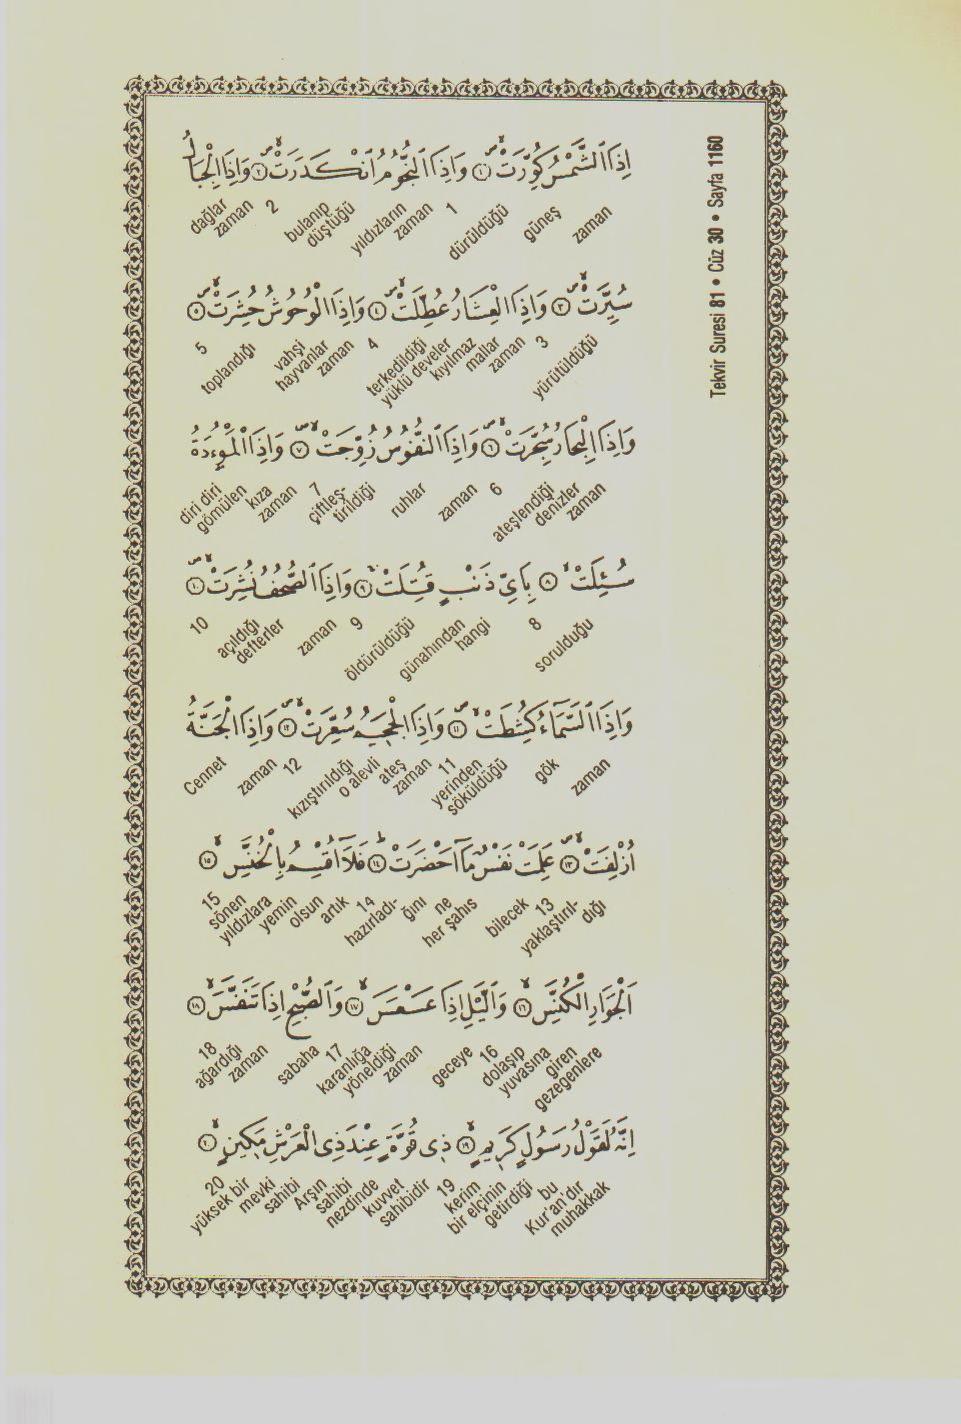 Tekvir Suresi 81 • Cüz 30 • Sayfa 1160
اِذَا الشَّمْسُ كُوِّرَتْ ﴿١﴾ وَاِذَا النُّجُومُ انْكَدَرَتْ ﴿٢﴾ وَاِذَا الْجِبَالُ
zaman güneş dürüldüğü 1 zaman yıldızların bulanıp düştüğü 2 zaman dağlar
سُيِّرَتْ ﴿٣﴾ وَاِذَا الْعِشَارُ عُطِّلَتْ ﴿٤﴾ وَاِذَا الْوُحُوشُ حُشِرَتْ ﴿٥﴾
yürütüldüğü 3 zaman kıyılmaz mallar yüklü develer terkedildiği 4 zaman vahşi hayvanlar toplandığı 5
وَاِذَا الْبِحَارُ سُجِّرَتْ ﴿٦﴾ وَاِذَا النُّفُوسُ زُوِّجَتْ ﴿٧﴾ وَاِذَا الْمَوْءُدَةُ
zaman denizler ateşlendiği 6 zaman ruhlar çiftleş-tirildiği 7 zaman kıza diri diri gömülen
سُئِلَتْ ﴿٨﴾ بِاَىِّ ذَنْبٍ قُتِلَتْ ﴿٩﴾ وَاِذَا الصُّحُفُ نُشِرَتْ ﴿١٠﴾
sorulduğu 8 hangi günahından öldürüldüğü 9 zaman defterler açıldığı 10
وَاِذَا السَّمَاءُ كُشِطَتْ ﴿١١﴾ وَاِذَا الْجَحِيمُ سُعِّرَتْ ﴿١٢﴾ وَاِذَا الْجَنَّةُ
zaman gök yerinden söküldüğü 11 zaman ateş o alevli kızıştırıldığı 12 zaman Cennet
اُزْلِفَتْ ﴿١٣﴾ عَلِمَتْ نَفْسٌ مَا اَحْضَرَتْ ﴿١٤﴾ فَلَا اُقْسِمُ بِالْخُنَّسِ ﴿١٥﴾
yaklaştırıl-dığı 13 bilecek her şahıs ne hazırladı-ğını 14 artık olsun yemin yıldızlara sönen 15
اَلْجَوَارِ الْكُنَّسِ ﴿١٦﴾ وَالَّيْلِ اِذَا عَسْعَسَ ﴿١٧﴾ وَالصُّبْحِ اِذَا تَنَفَّسَ ﴿١٨﴾
gezegenlere giren yuvasına dolaşıp 16 geceye zaman yöneldiği karanlığa 17 sabaha zaman ağardığı 18
اِنَّهُ لَقَوْلُ رَسُولٍ كَرِيمٍ ﴿١٩﴾ ذِى قُوَّةٍ عِنْدَ ذِى الْعَرْشِ مَكِينٍ ﴿٢٠﴾
muhakkak Kur'an'dır bu getirdiği bir elçinin kerim 19 sahibidir kuvvet nezdinde sahibi Arşın sahibi mevki yüksek bir 20